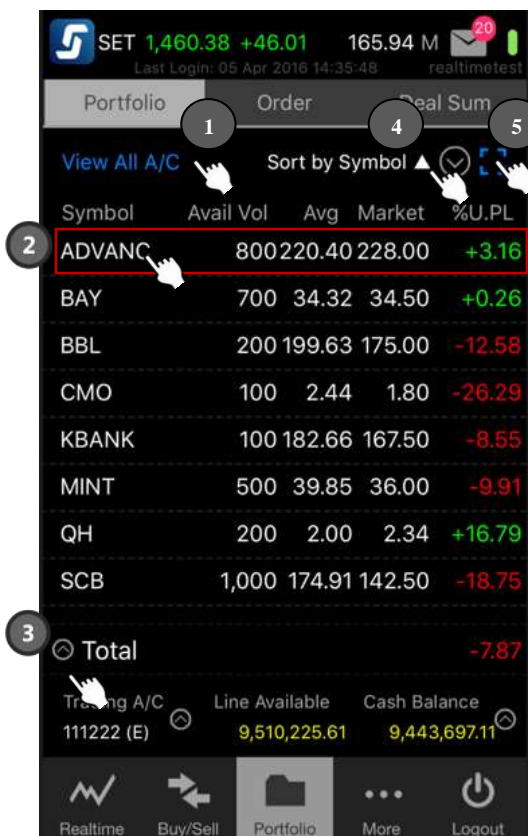 SET 1,460.38 +46.01 165.94 M 20
Last Login: 05 Apr 2016 14:35:48 realtimetest
Portfolio Order Deal Sum
1 4 5
View All A/C Sort by Symbol ▲
Symbol Avail Vol Avg Market %U.PL
2
ADVANC 800 220.40 228.00 +3.16
BAY 700 34.32 34.50 +0.26
BBL 200 199.63 175.00 -12.58
CMO 100 2.44 1.80 -26.29
KBANK 100 182.66 167.50 -8.55
MINT 500 39.85 36.00 -9.91
QH 200 2.00 2.34 +16.79
SCB 1,000 174.91 142.50 -18.75
3
Total -7.87
Trading A/C Line Available Cash Balance
111222 (E) 9,510,225.61 9,443,697.11
Realtime Buy/Sell Portfolio More Logout